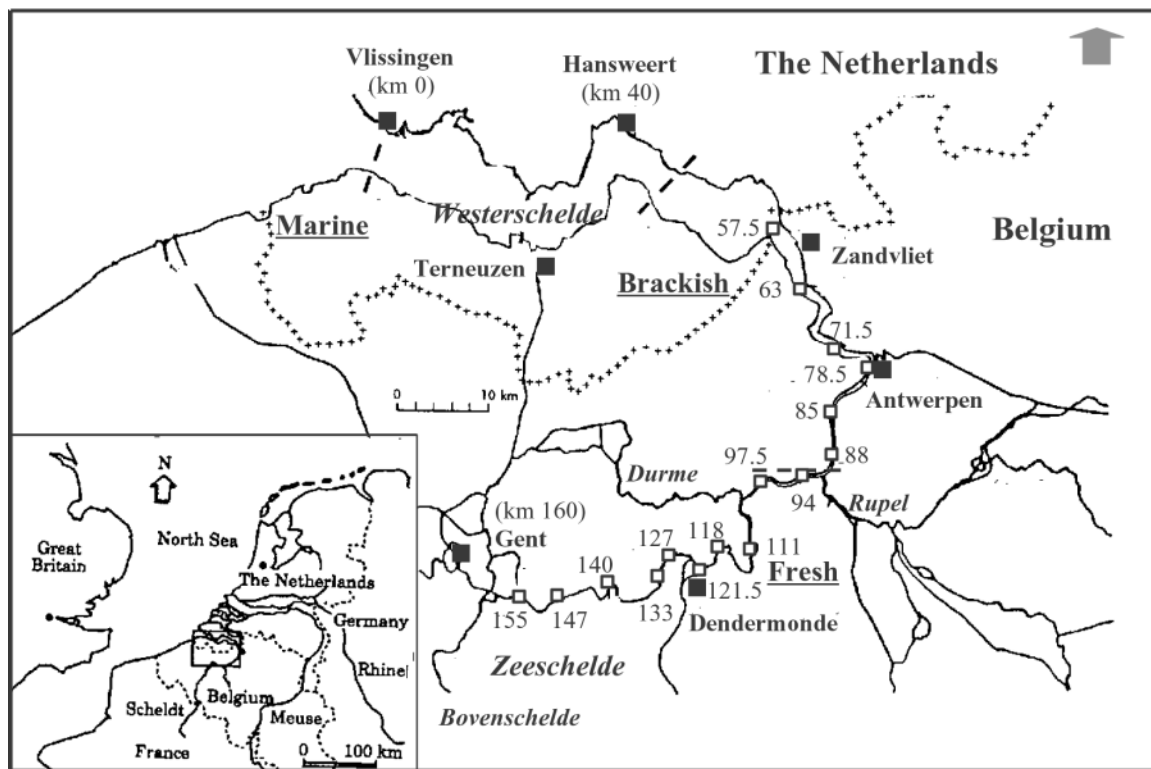 Vlissingen
(km 0)
Hansweert
(km 40)
The Netherlands
Westerschelde
Marine
57.5
Belgium
Zandvliet
Terneuzen
Brackish
63
71.5
78.5
0 10 km
Antwerpen
85
88
97.5
Durme
94
Rupel
(km 160)
Gent
127
118
111
140
Fresh
155
147
133
121.5
Dendermonde
Zeeschelde
Bovenschelde
N
North Sea
Great
Britain
The Netherlands
Germany
Rhine
Belgium
Scheldt
Meuse
France
0 100 km